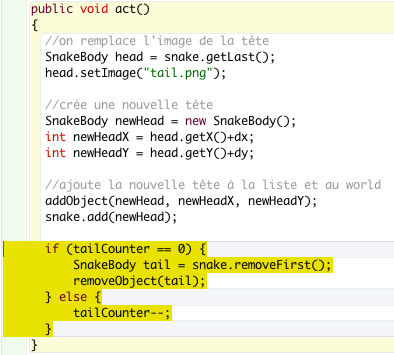 public void act()
{
//on remplace l'image de la tête
SnakeBody head = snake.getLast();
head.setImage("tail.png");
//crée une nouvelle tête
SnakeBody newHead = new SnakeBody();
int newHeadX = head.getX()+dx;
int newHeadY = head.getY()+dy;
//ajoute la nouvelle tête à la liste et au world
addObject(newHead, newHeadX, newHeadY);
snake.add(newHead);
if (tailCounter == 0) {
SnakeBody tail = snake.removeFirst();
removeObject(tail);
} else {
tailCounter--;
}
}